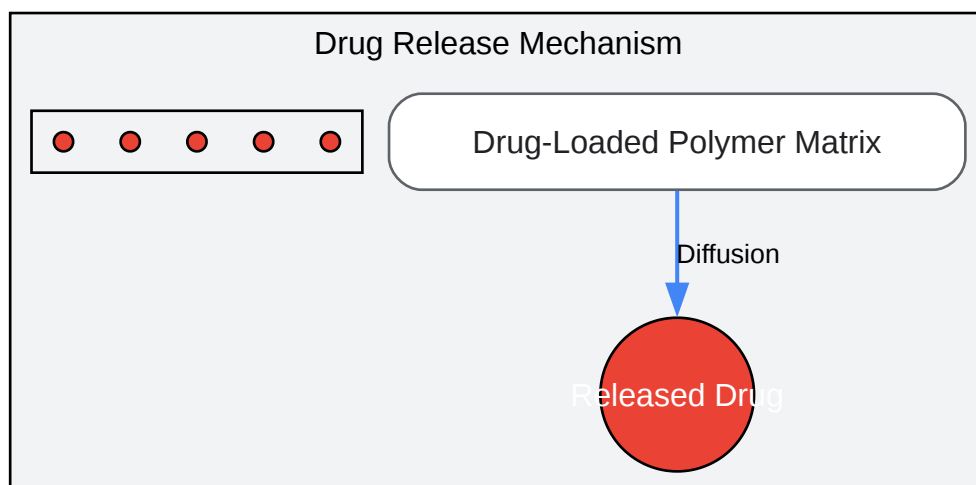 Drug Release Mechanism
Drug-Loaded Polymer Matrix
Diffusion
Released Drug